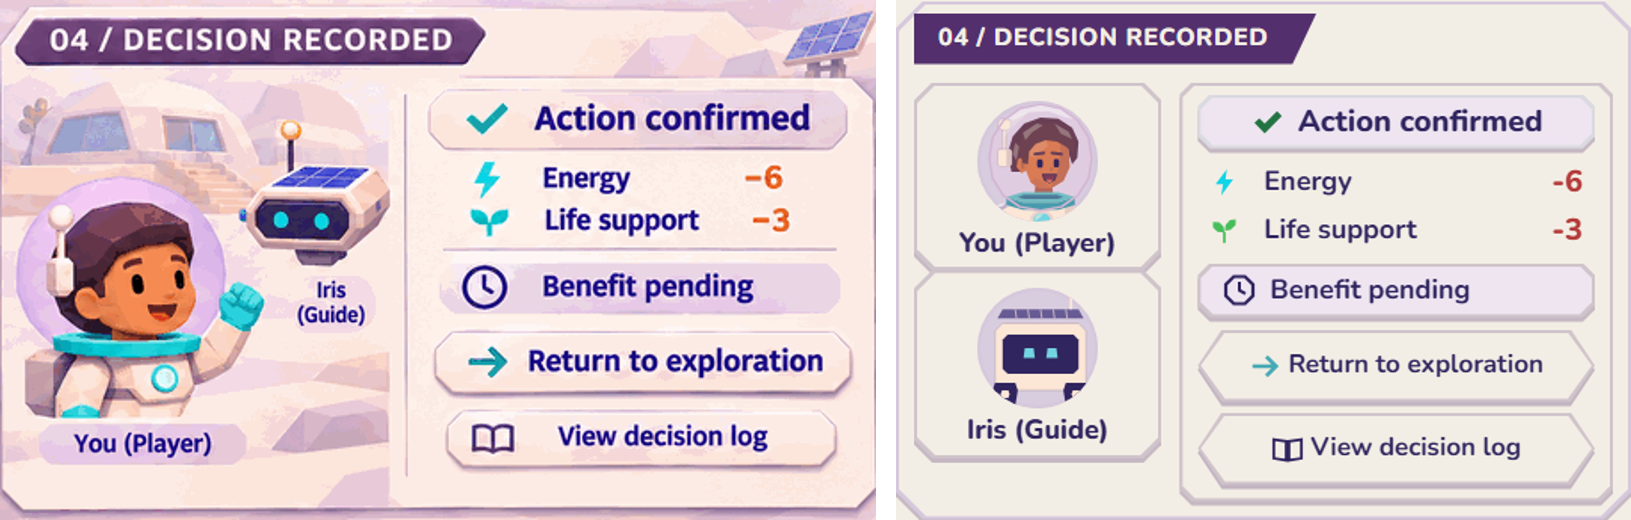 04 / DECISION RECORDED
Action confirmed
Energy −6
Life support −3
Iris
(Guide)
Benefit pending
Return to exploration
View decision log
You (Player)
04 / DECISION RECORDED
You (Player)
Iris (Guide)
Action confirmed
Energy -6
Life support -3
Benefit pending
Return to exploration
View decision log